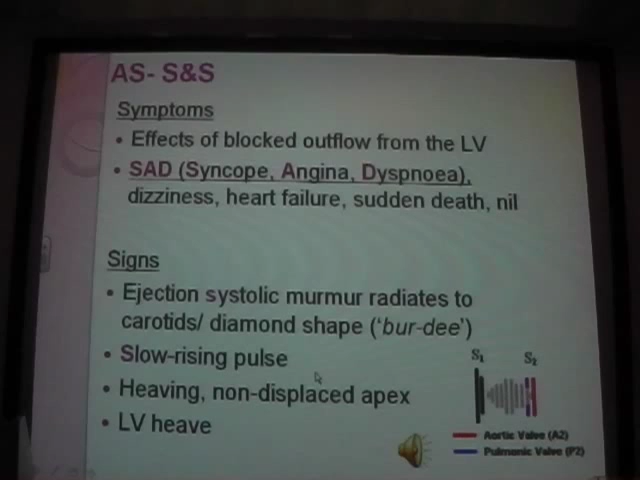 AS- S&S
Symptoms
• Effects of blocked outflow from the LV
• SAD (Syncope, Angina, Dyspnoea),
dizziness, heart failure, sudden death, nil
Signs
• Ejection systolic murmur radiates to
carotids/ diamond shape ('bur-dee')
• Slow-rising pulse
• Heaving, non-displaced apex
• LV heave
S1 S2
Aortic Valve (A2)
Pulmonic Valve (P2)